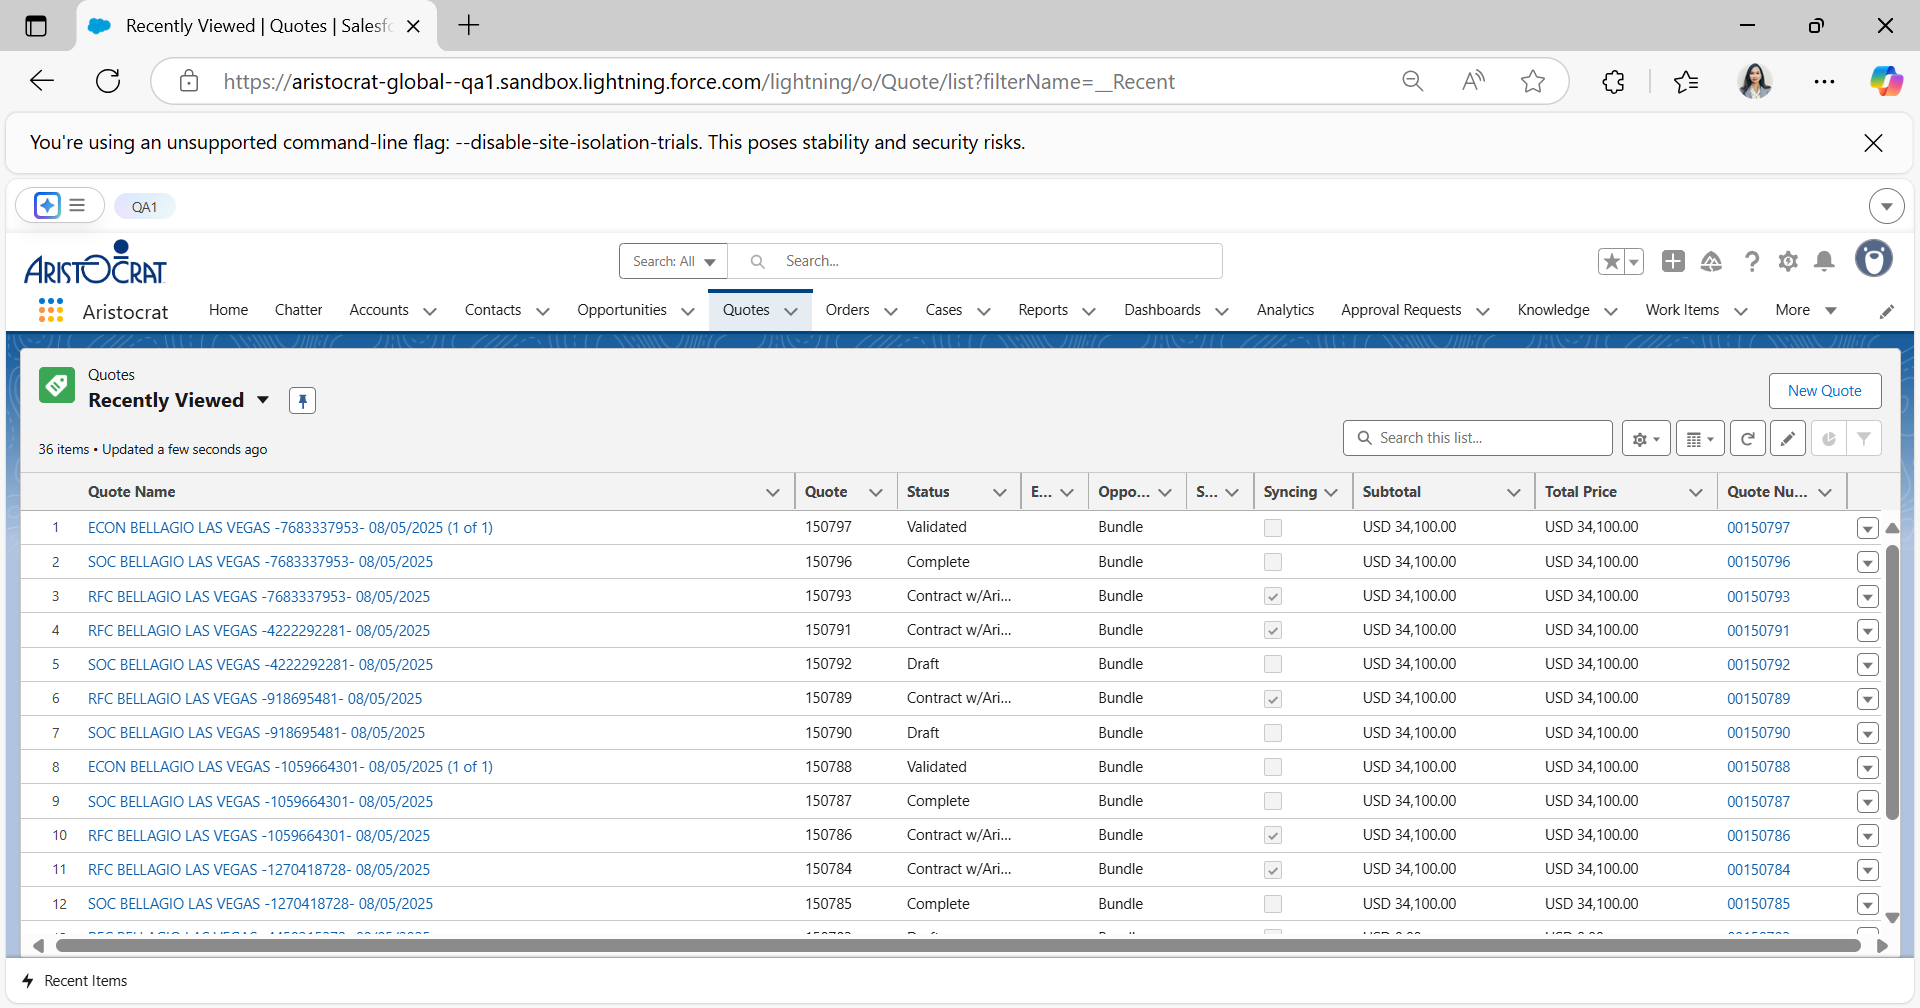 Recently Viewed | Quotes | Salesfo
https://aristocrat-global--qa1.sandbox.lightning.force.com/lightning/o/Quote/list?filterName=__Recent
You're using an unsupported command-line flag: --disable-site-isolation-trials. This poses stability and security risks.
QA1
ARISTOCRAT
Search: All
Search...
Aristocrat
Home Chatter Accounts Contacts Opportunities Quotes Orders Cases Reports Dashboards Analytics Approval Requests Knowledge Work Items More
Quotes
Recently Viewed
New Quote
36 items • Updated a few seconds ago
Search this list...
Quote Name Quote Status E... Oppo... S... Syncing Subtotal Total Price Quote Nu...
1 ECON BELLAGIO LAS VEGAS -7683337953- 08/05/2025 (1 of 1) 150797 Validated Bundle USD 34,100.00 USD 34,100.00 00150797
2 SOC BELLAGIO LAS VEGAS -7683337953- 08/05/2025 150796 Complete Bundle USD 34,100.00 USD 34,100.00 00150796
3 RFC BELLAGIO LAS VEGAS -7683337953- 08/05/2025 150793 Contract w/Ari... Bundle USD 34,100.00 USD 34,100.00 00150793
4 RFC BELLAGIO LAS VEGAS -4222292281- 08/05/2025 150791 Contract w/Ari... Bundle USD 34,100.00 USD 34,100.00 00150791
5 SOC BELLAGIO LAS VEGAS -4222292281- 08/05/2025 150792 Draft Bundle USD 34,100.00 USD 34,100.00 00150792
6 RFC BELLAGIO LAS VEGAS -918695481- 08/05/2025 150789 Contract w/Ari... Bundle USD 34,100.00 USD 34,100.00 00150789
7 SOC BELLAGIO LAS VEGAS -918695481- 08/05/2025 150790 Draft Bundle USD 34,100.00 USD 34,100.00 00150790
8 ECON BELLAGIO LAS VEGAS -1059664301- 08/05/2025 (1 of 1) 150788 Validated Bundle USD 34,100.00 USD 34,100.00 00150788
9 SOC BELLAGIO LAS VEGAS -1059664301- 08/05/2025 150787 Complete Bundle USD 34,100.00 USD 34,100.00 00150787
10 RFC BELLAGIO LAS VEGAS -1059664301- 08/05/2025 150786 Contract w/Ari... Bundle USD 34,100.00 USD 34,100.00 00150786
11 RFC BELLAGIO LAS VEGAS -1270418728- 08/05/2025 150784 Contract w/Ari... Bundle USD 34,100.00 USD 34,100.00 00150784
12 SOC BELLAGIO LAS VEGAS -1270418728- 08/05/2025 150785 Complete Bundle USD 34,100.00 USD 34,100.00 00150785
Recent Items